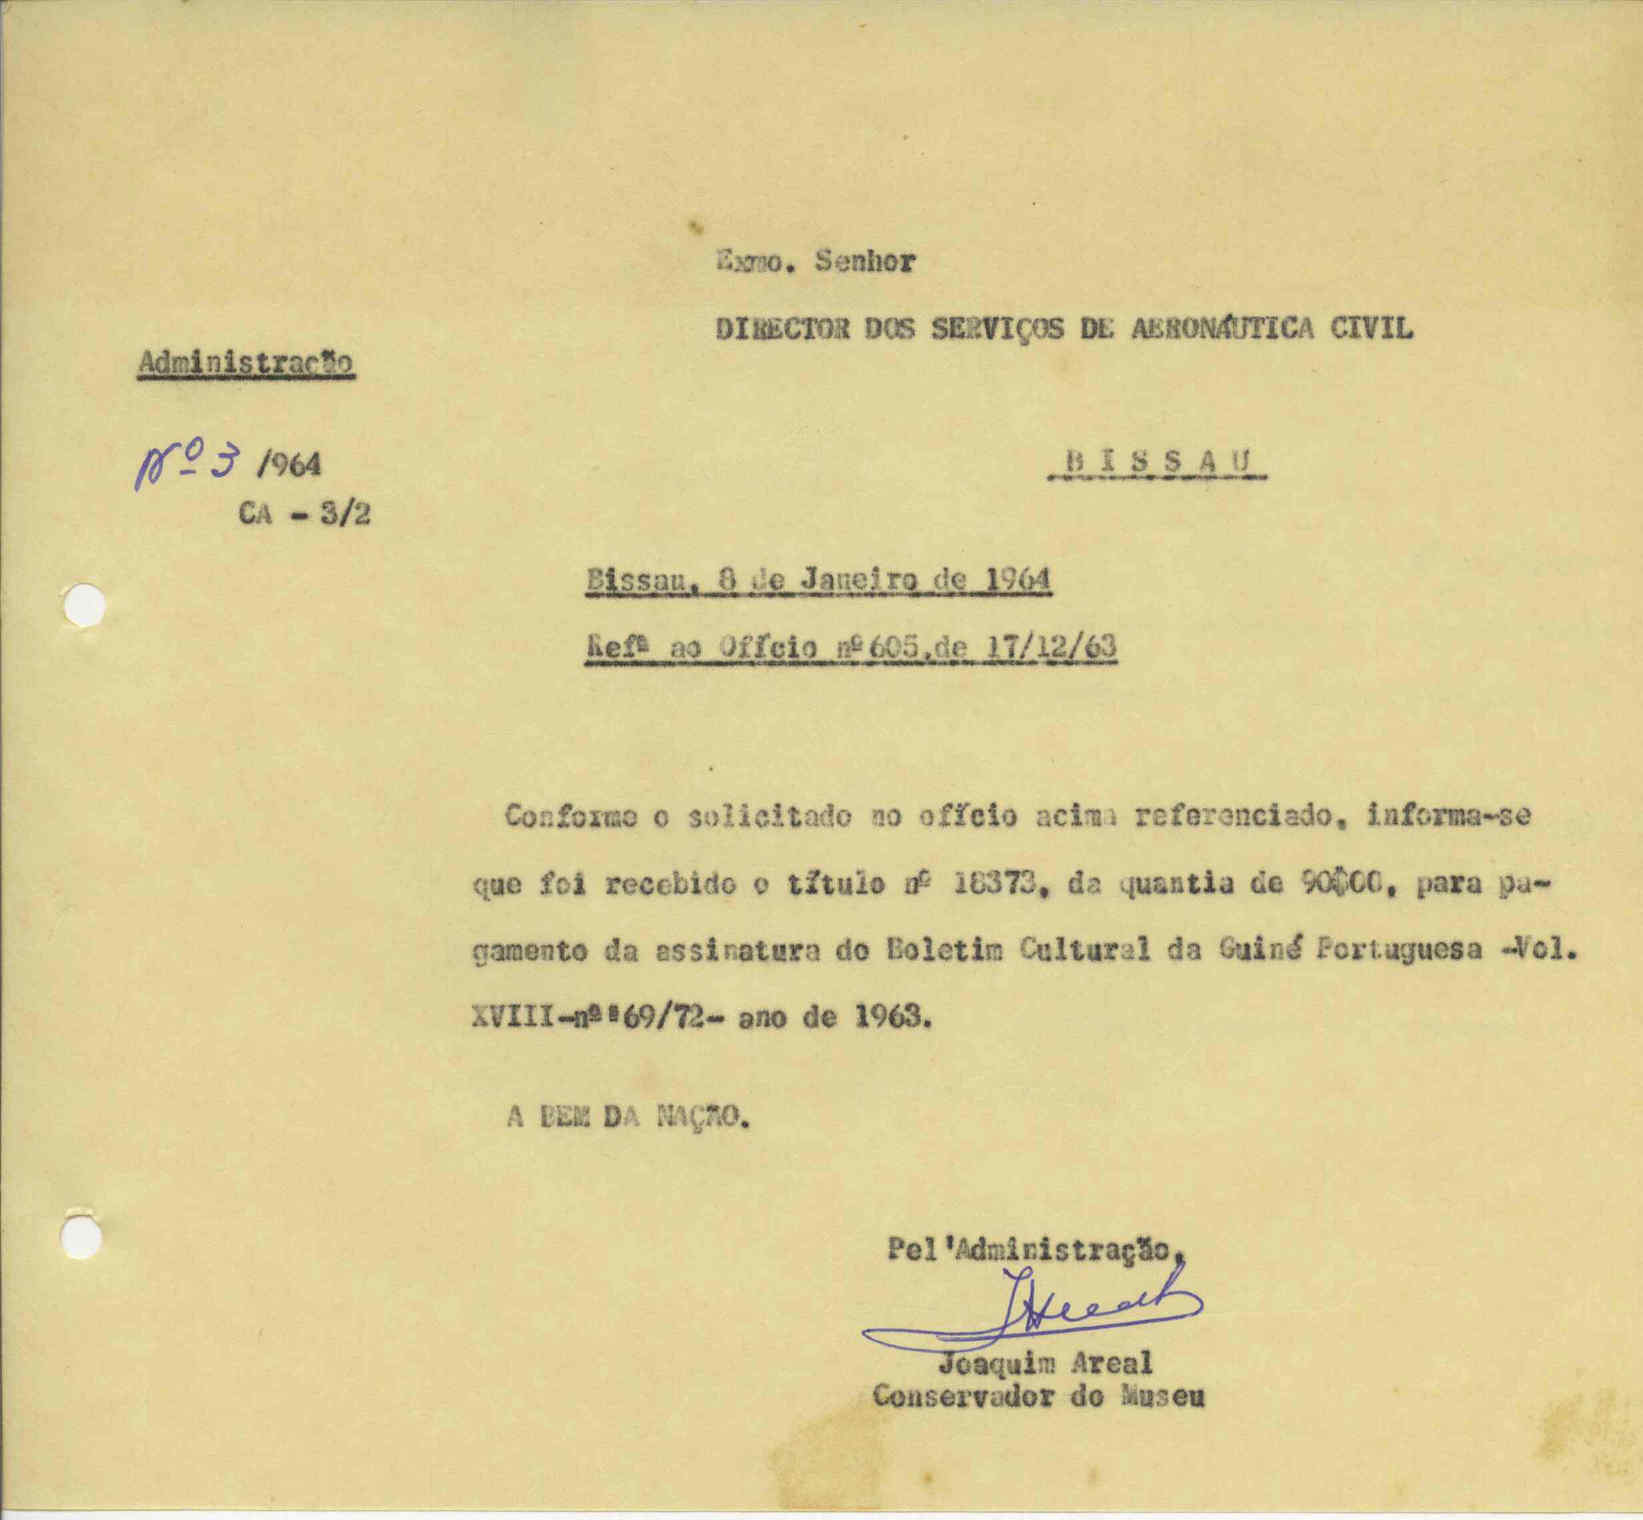 Exmo. Senhor
DIRECTOR DOS SERVIÇOS DE AERONÁUTICA CIVIL
Administração
Nº 3 /964
CA - 3/2
BISSAU
Bissau, 8 de Janeiro de 1964
Refª ao Ofício nº 605,de 17/12/63
Conforme o solicitado no ofício acima referenciado, informa-se
que foi recebido o título nº 18373, da quantia de 90$00, para pa-
gamento da assinatura do Boletim Cultural da Guiné Portuguesa -Vol.
XVIII-nºs 69/72- ano de 1963.
A BEM DA NAÇÃO.
Pel'Administração,
Joaquim Areal
Conservador do Museu